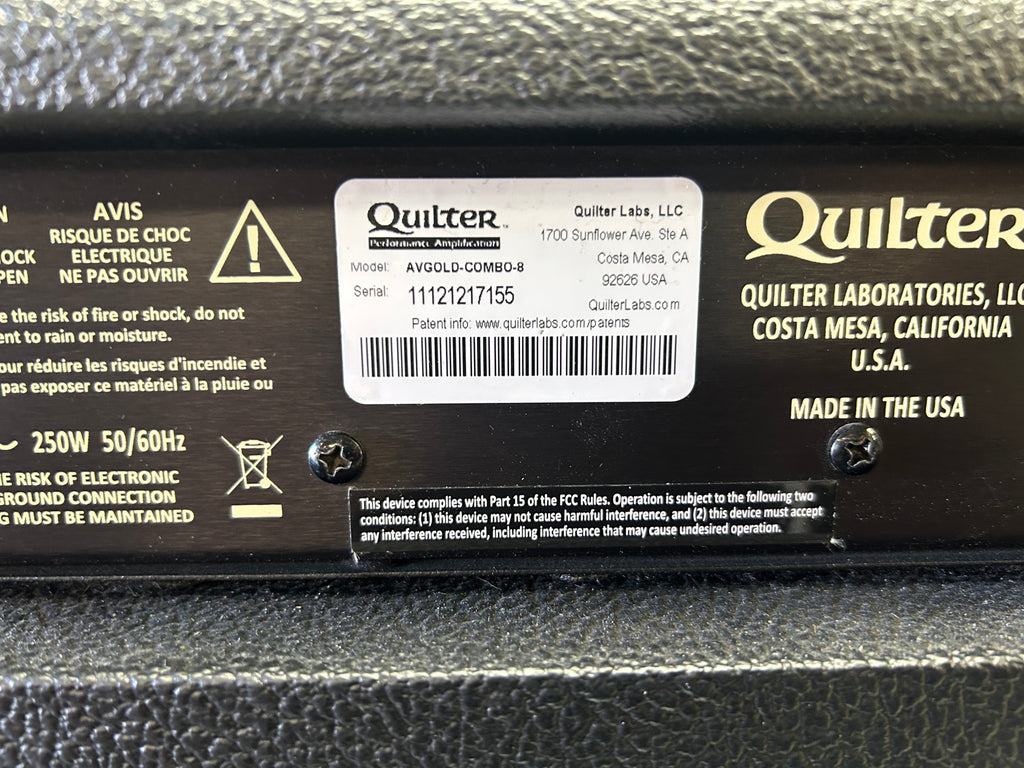 AVIS
RISQUE DE CHOC
ELECTRIQUE
NE PAS OUVRIR
e the risk of fire or shock, do not
ent to rain or moisture.
our réduire les risques d'incendie et
pas exposer ce matériel à la pluie ou
250W 50/60Hz
E RISK OF ELECTRONIC
GROUND CONNECTION
G MUST BE MAINTAINED
QUILTER™
Performance Amplification
Quilter Labs, LLC
1700 Sunflower Ave. Ste A
Costa Mesa, CA
92626 USA
QuilterLabs.com
Model: AVGOLD-COMBO-8
Serial: 11121217155
Patent info: www.quilterlabs.com/patents
This device complies with Part 15 of the FCC Rules. Operation is subject to the following two
conditions: (1) this device may not cause harmful interference, and (2) this device must accept
any interference received, including interference that may cause undesired operation.
QUILTER
QUILTER LABORATORIES, LLC
COSTA MESA, CALIFORNIA
U.S.A.
MADE IN THE USA